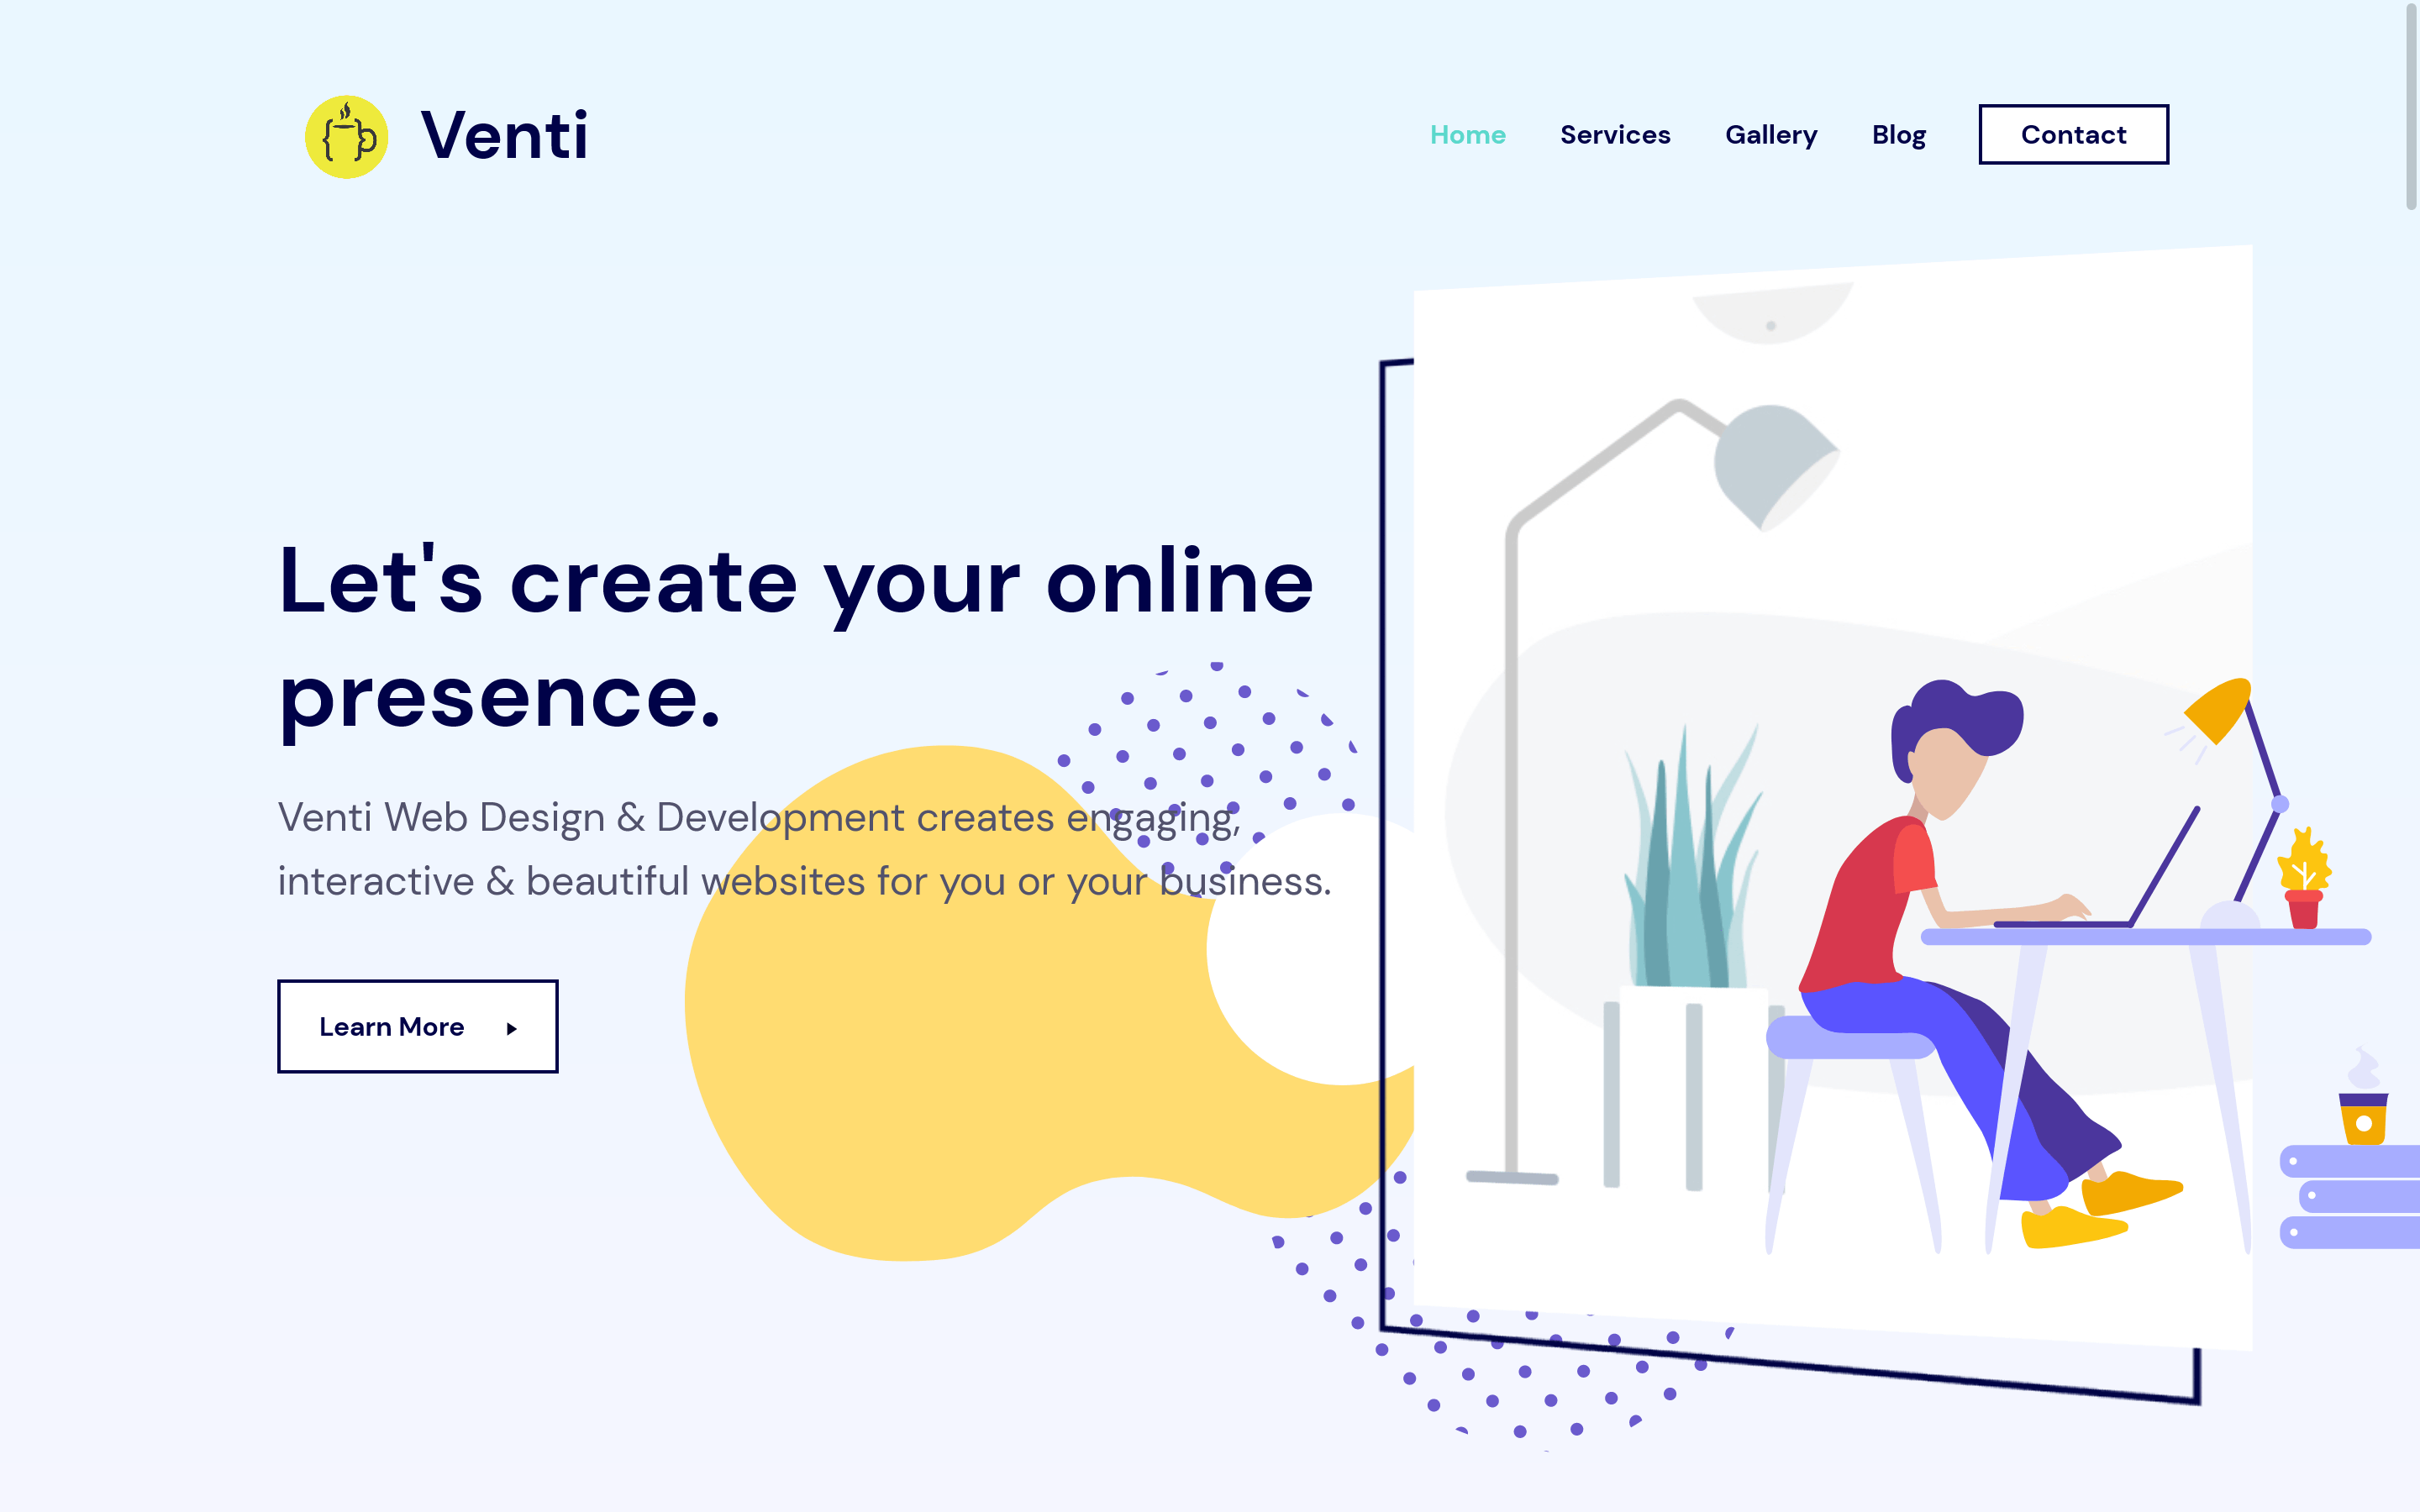 Venti
Home Services Gallery Blog Contact
Let's create your online
presence.
Venti Web Design & Development creates engaging,
interactive & beautiful websites for you or your business.
Learn More